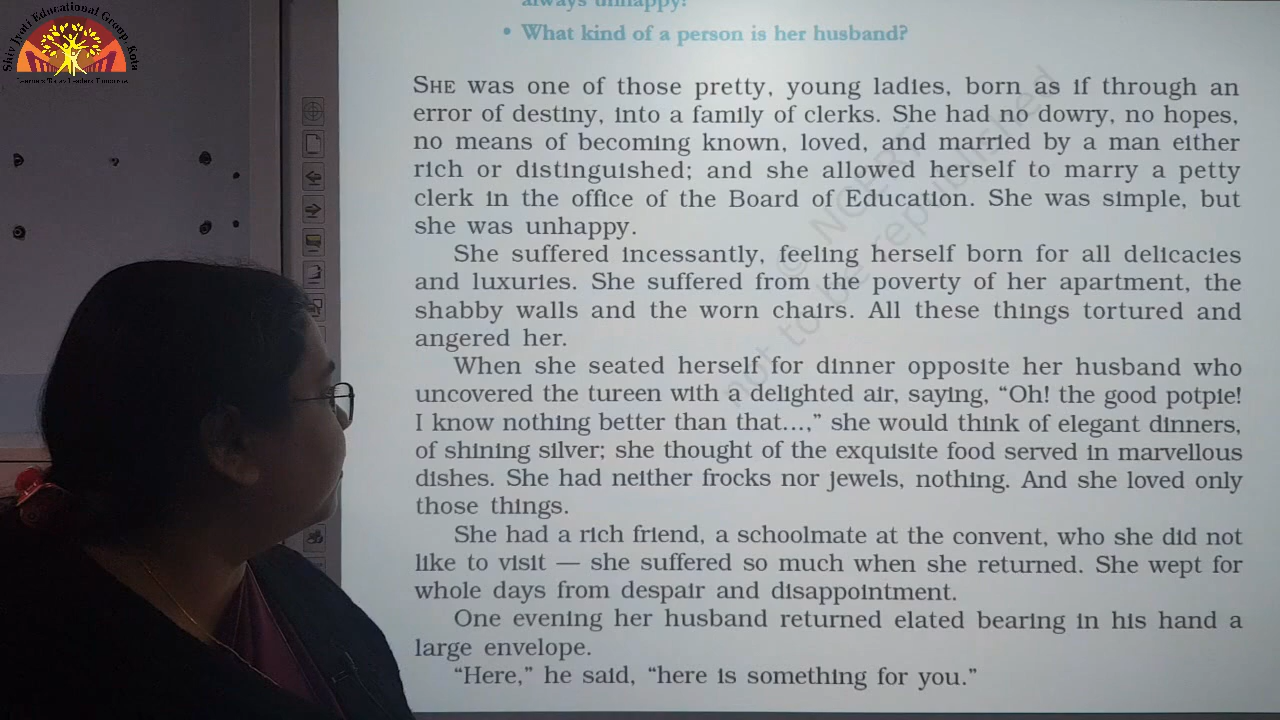 Shiv Jyoti Educational Group, Kota
always unhappy?
• What kind of a person is her husband?
SHE was one of those pretty, young ladies, born as if through an
error of destiny, into a family of clerks. She had no dowry, no hopes,
no means of becoming known, loved, and married by a man either
rich or distinguished; and she allowed herself to marry a petty
clerk in the office of the Board of Education. She was simple, but
she was unhappy.
She suffered incessantly, feeling herself born for all delicacies
and luxuries. She suffered from the poverty of her apartment, the
shabby walls and the worn chairs. All these things tortured and
angered her.
When she seated herself for dinner opposite her husband who
uncovered the tureen with a delighted air, saying, “Oh! the good potpie!
I know nothing better than that...,” she would think of elegant dinners,
of shining silver; she thought of the exquisite food served in marvellous
dishes. She had neither frocks nor jewels, nothing. And she loved only
those things.
She had a rich friend, a schoolmate at the convent, who she did not
like to visit — she suffered so much when she returned. She wept for
whole days from despair and disappointment.
One evening her husband returned elated bearing in his hand a
large envelope.
“Here,” he said, “here is something for you.”
not to be republished